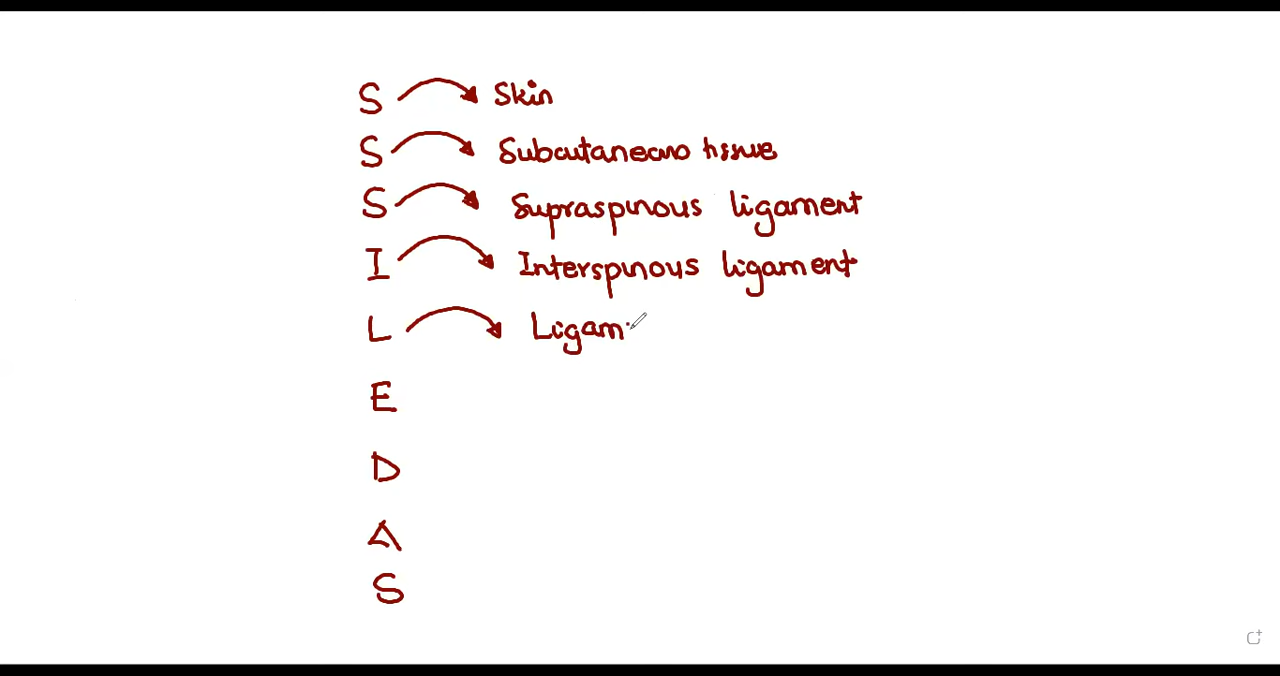 S → Skin
S → Subcutaneous tissue
S → Supraspinous ligament
I → Interspinous ligament
L → Ligam
E
D
A
S